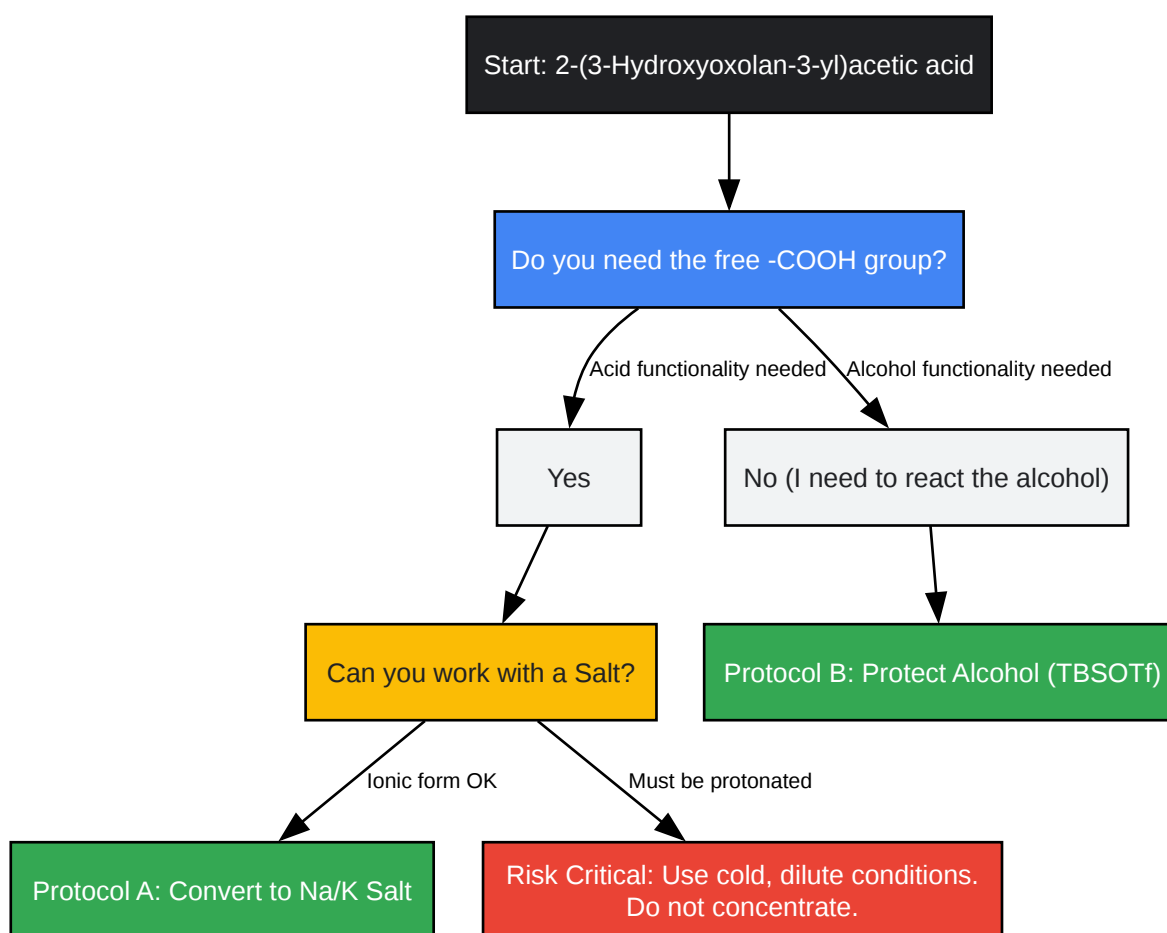 Start: 2-(3-Hydroxyoxolan-3-yl)acetic acid
Do you need the free -COOH group?
Acid functionality needed
Alcohol functionality needed
Yes
No (I need to react the alcohol)
Can you work with a Salt?
Protocol B: Protect Alcohol (TBSOTf)
Ionic form OK
Must be protonated
Protocol A: Convert to Na/K Salt
Risk Critical: Use cold, dilute conditions.
Do not concentrate.